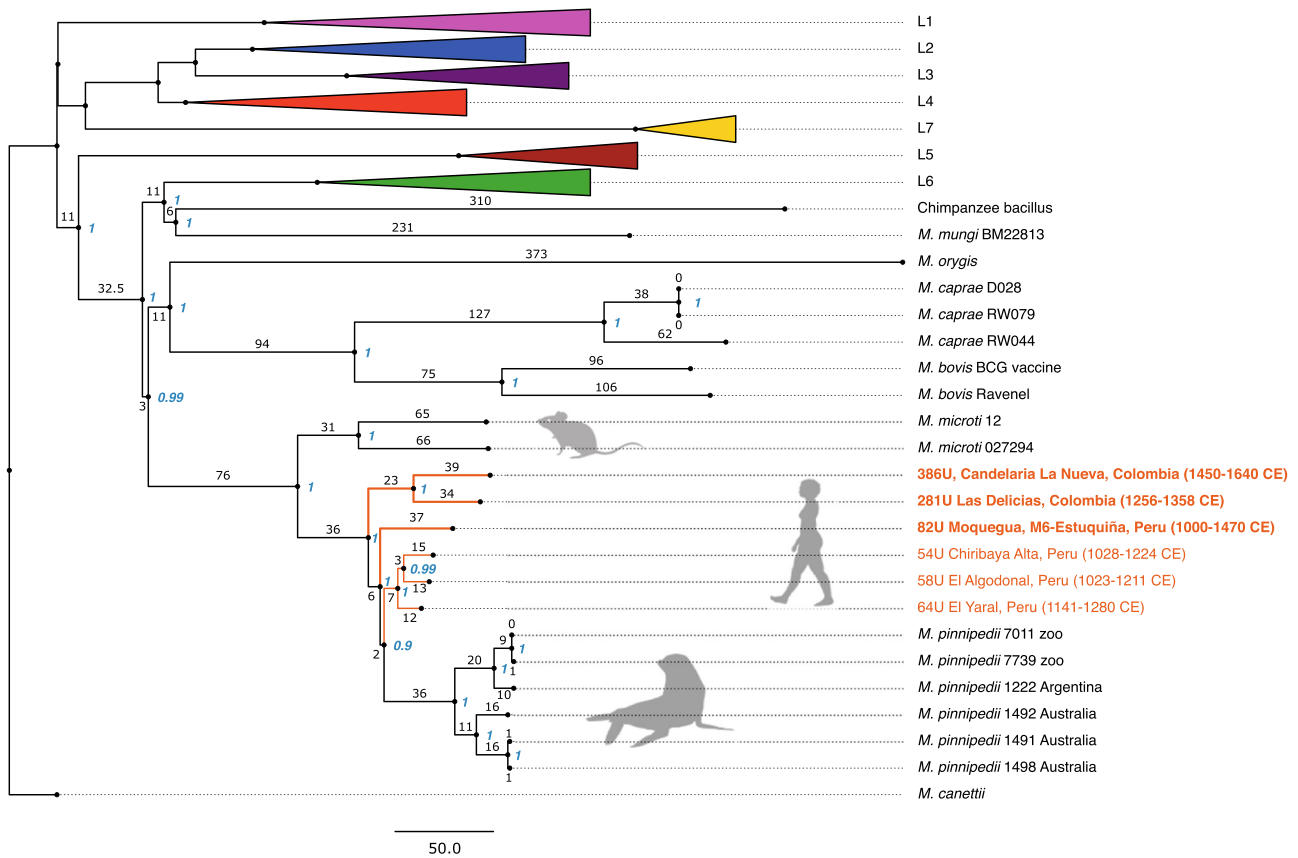 L1
L2
L3
L4
L7
L5
L6
11
1
11
1
6
1
310
Chimpanzee bacillus
231
M. mungi BM22813
373
M. orygis
32.5
1
11
1
0
38
1
0
M. caprae D028
M. caprae RW079
127
1
62
M. caprae RW044
94
1
96
M. bovis BCG vaccine
75
1
106
M. bovis Ravenel
3
0.99
65
M. microti 12
31
1
66
M. microti 027294
76
1
39
386U, Candelaria La Nueva, Colombia (1450-1640 CE)
23
1
34
281U Las Delicias, Colombia (1256-1358 CE)
36
1
37
82U Moquegua, M6-Estuquiña, Peru (1000-1470 CE)
15
54U Chiribaya Alta, Peru (1028-1224 CE)
3
0.99
13
58U El Algodonal, Peru (1023-1211 CE)
6
1
7
1
12
64U El Yaral, Peru (1141-1280 CE)
0
M. pinnipedii 7011 zoo
9
1
2
0.9
20
1
1
M. pinnipedii 7739 zoo
10
M. pinnipedii 1222 Argentina
36
1
16
M. pinnipedii 1492 Australia
11
1
1
M. pinnipedii 1491 Australia
16
1
1
M. pinnipedii 1498 Australia
M. canettii
50.0